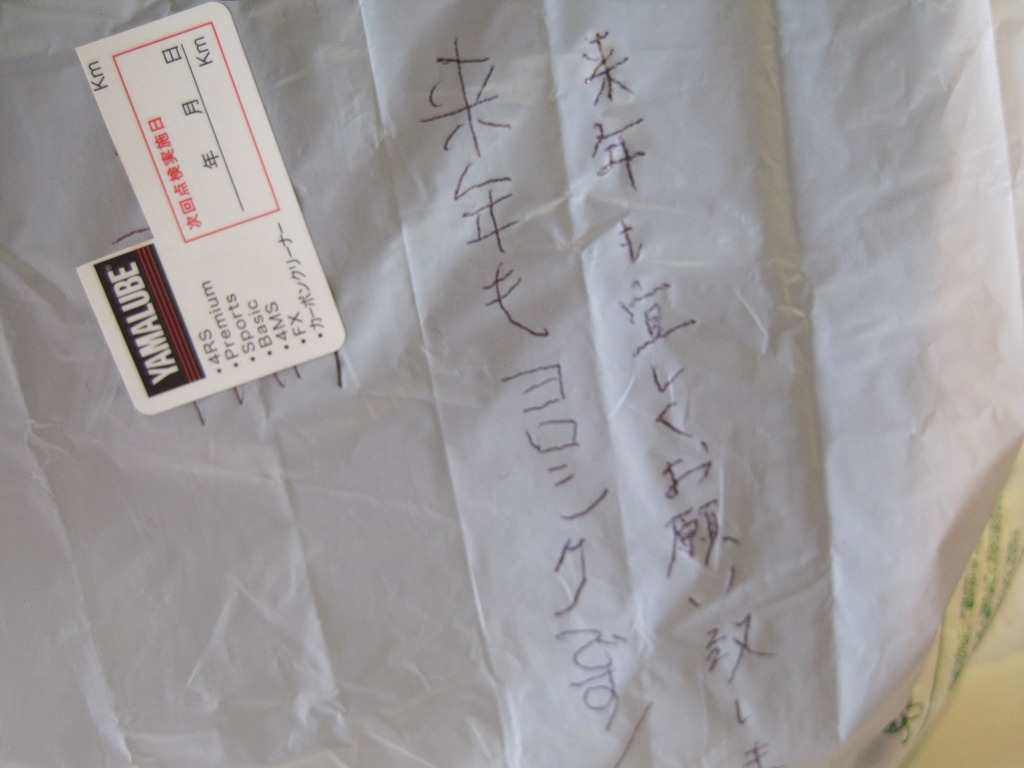 来年も宜しく、お願い致しま
来年もヨロシクです
Km
次回点検実施日
年 月 日
Km
YAMALUBE
・4RS
・Premium
・Sports
・Basic
・4MS
・FX
・カーボンクリーナー